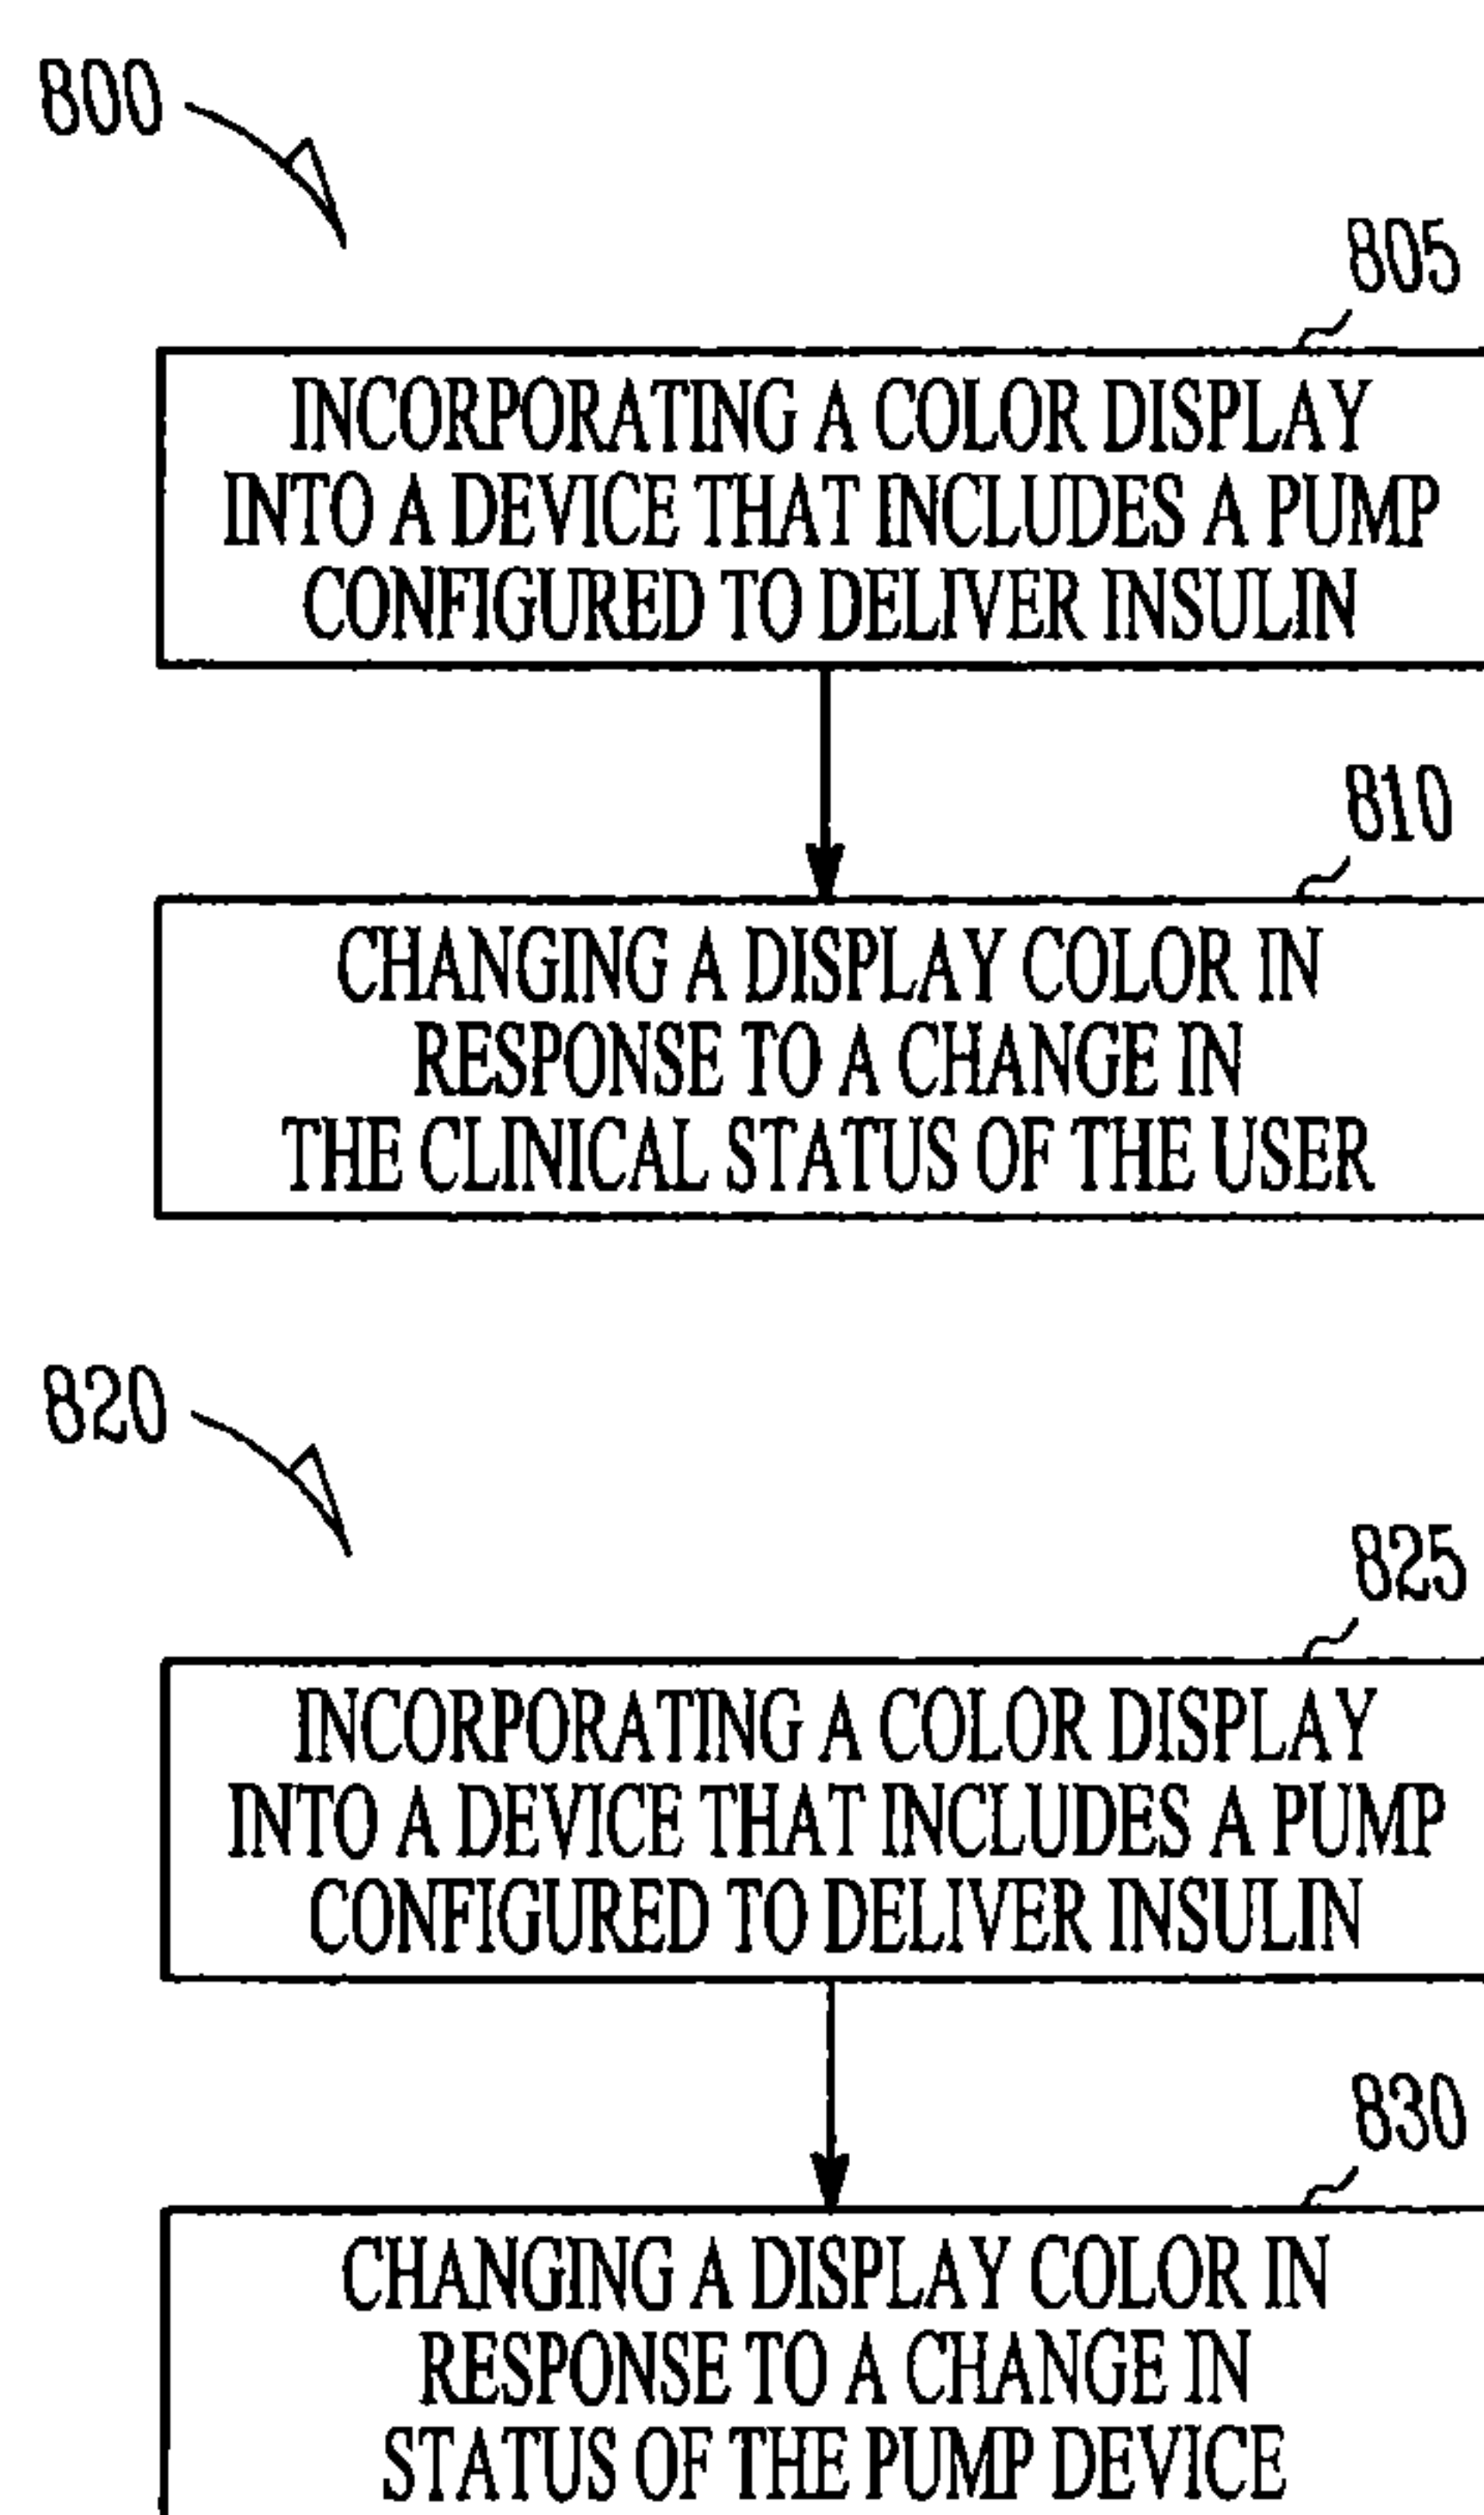 800
805
INCORPORATING A COLOR DISPLAY
INTO A DEVICE THAT INCLUDES A PUMP
CONFIGURED TO DELIVER INSULIN
810
CHANGING A DISPLAY COLOR IN
RESPONSE TO A CHANGE IN
THE CLINICAL STATUS OF THE USER
820
825
INCORPORATING A COLOR DISPLAY
INTO A DEVICE THAT INCLUDES A PUMP
CONFIGURED TO DELIVER INSULIN
830
CHANGING A DISPLAY COLOR IN
RESPONSE TO A CHANGE IN
STATUS OF THE PUMP DEVICE